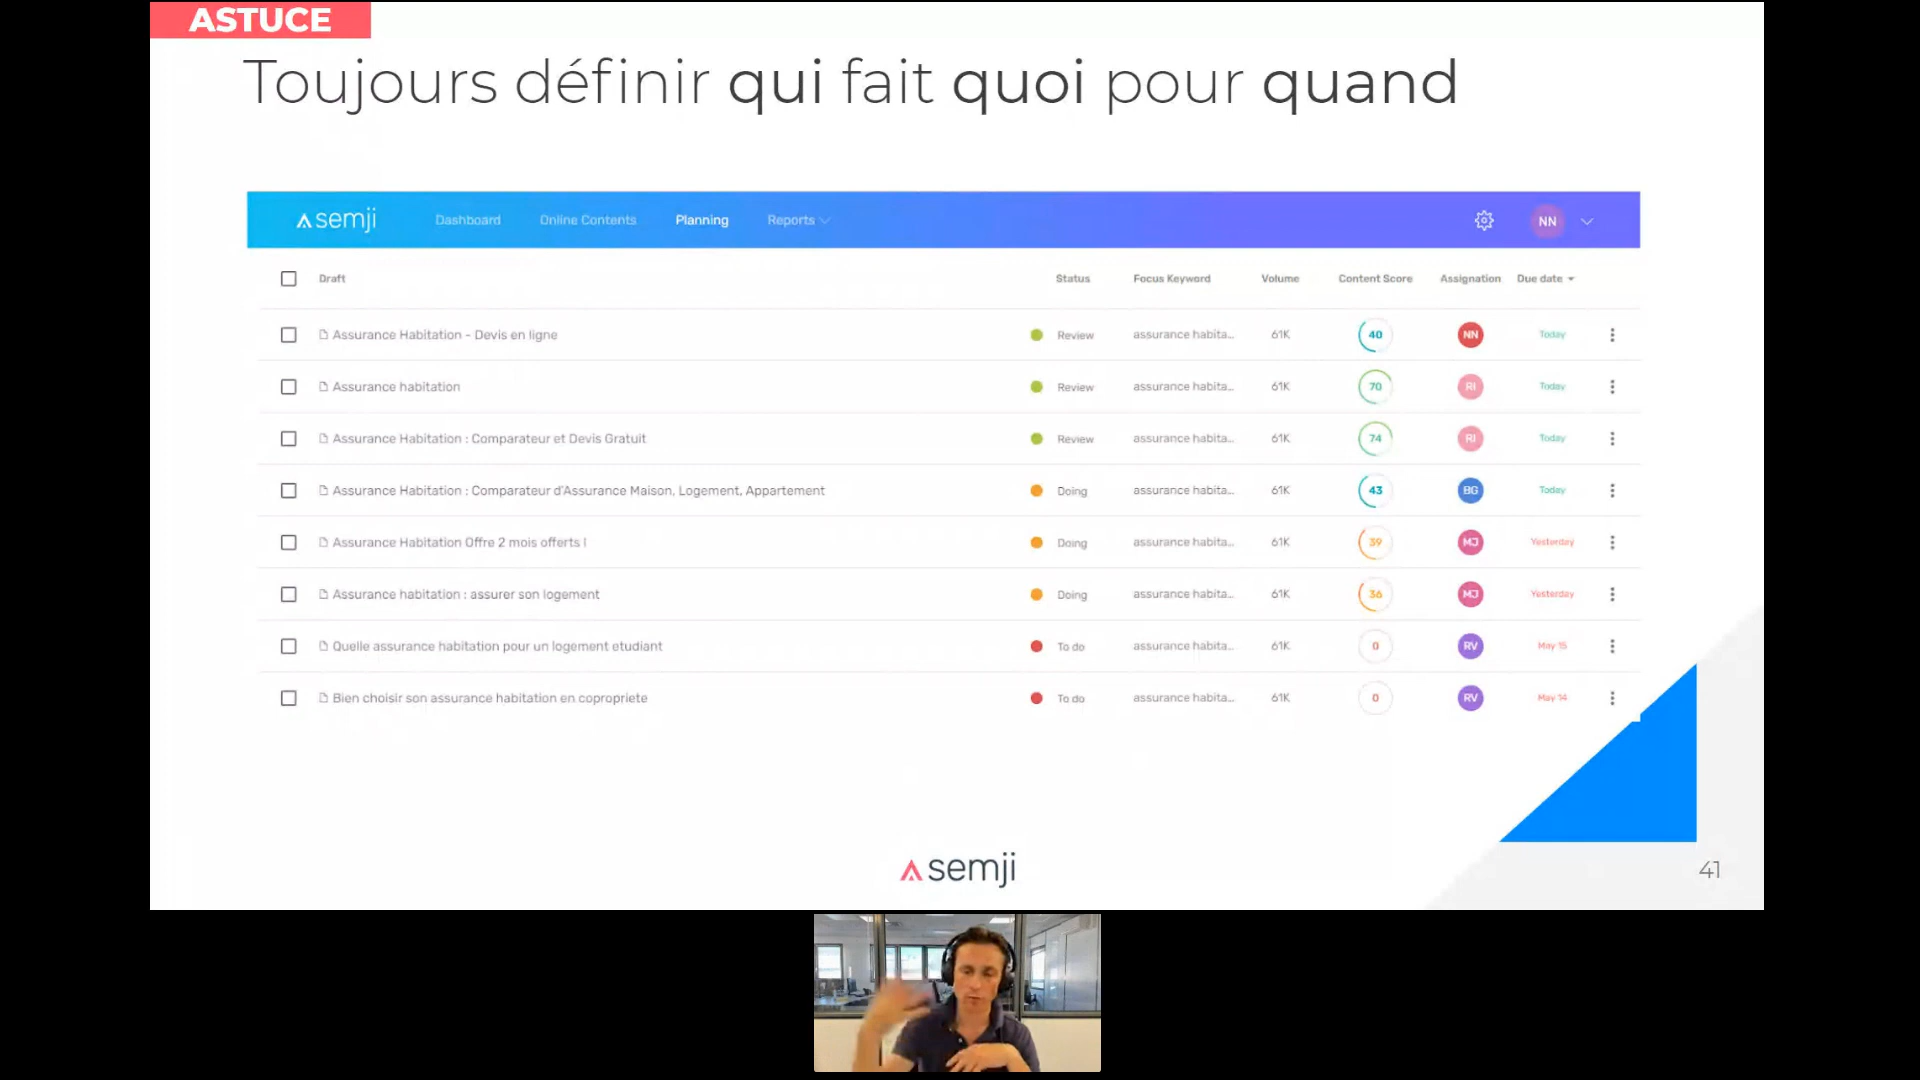 ASTUCE
Toujours définir qui fait quoi pour quand
semji Dashboard Online Contents Planning Reports NN
Draft Status Focus Keyword Volume Content Score Assignation Due date
Assurance Habitation - Devis en ligne Review assurance habita... 61K 40 NN Today
Assurance habitation Review assurance habita... 61K 70 RI Today
Assurance Habitation : Comparateur et Devis Gratuit Review assurance habita... 61K 74 RI Today
Assurance Habitation : Comparateur d'Assurance Maison, Logement, Appartement Doing assurance habita... 61K 43 BG Today
Assurance Habitation Offre 2 mois offerts ! Doing assurance habita... 61K 39 MJ Yesterday
Assurance habitation : assurer son logement Doing assurance habita... 61K 36 MJ Yesterday
Quelle assurance habitation pour un logement etudiant To do assurance habita... 61K 0 RV May 15
Bien choisir son assurance habitation en copropriete To do assurance habita... 61K 0 RV May 14
semji
41